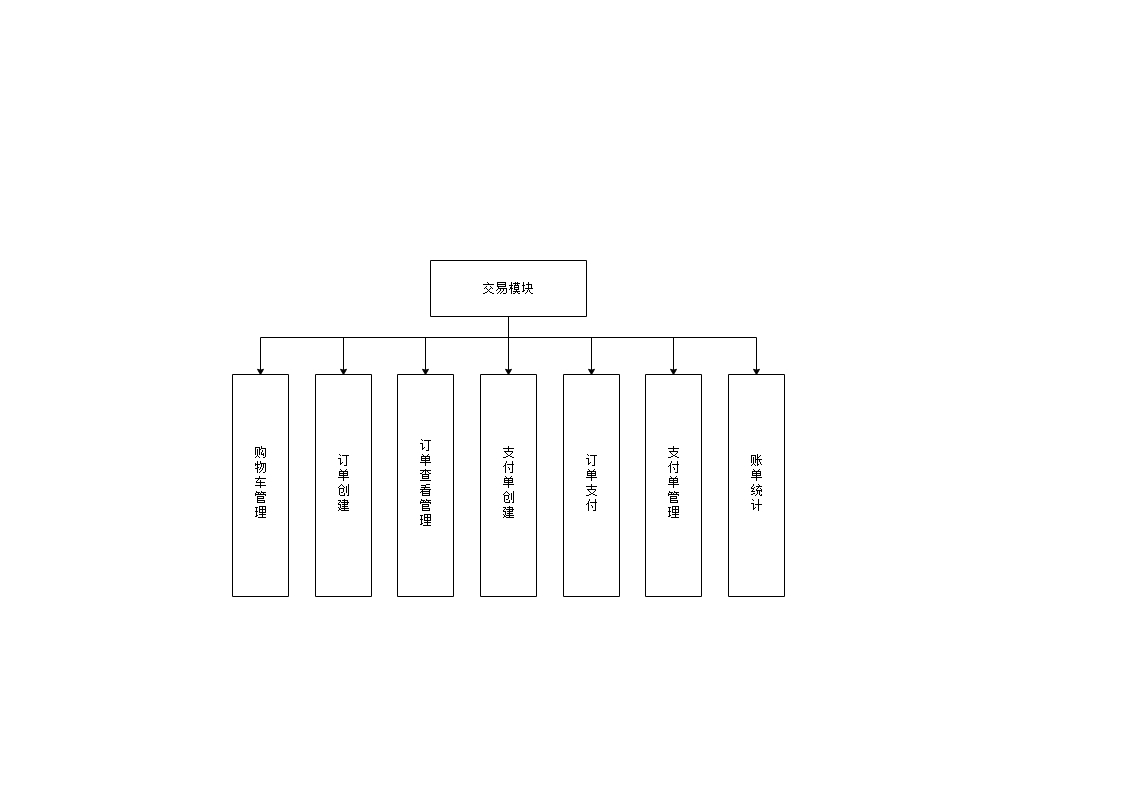 交易模块
购物车管理
订单创建
订单查看管理
支付单创建
订单支付
支付单管理
账单统计